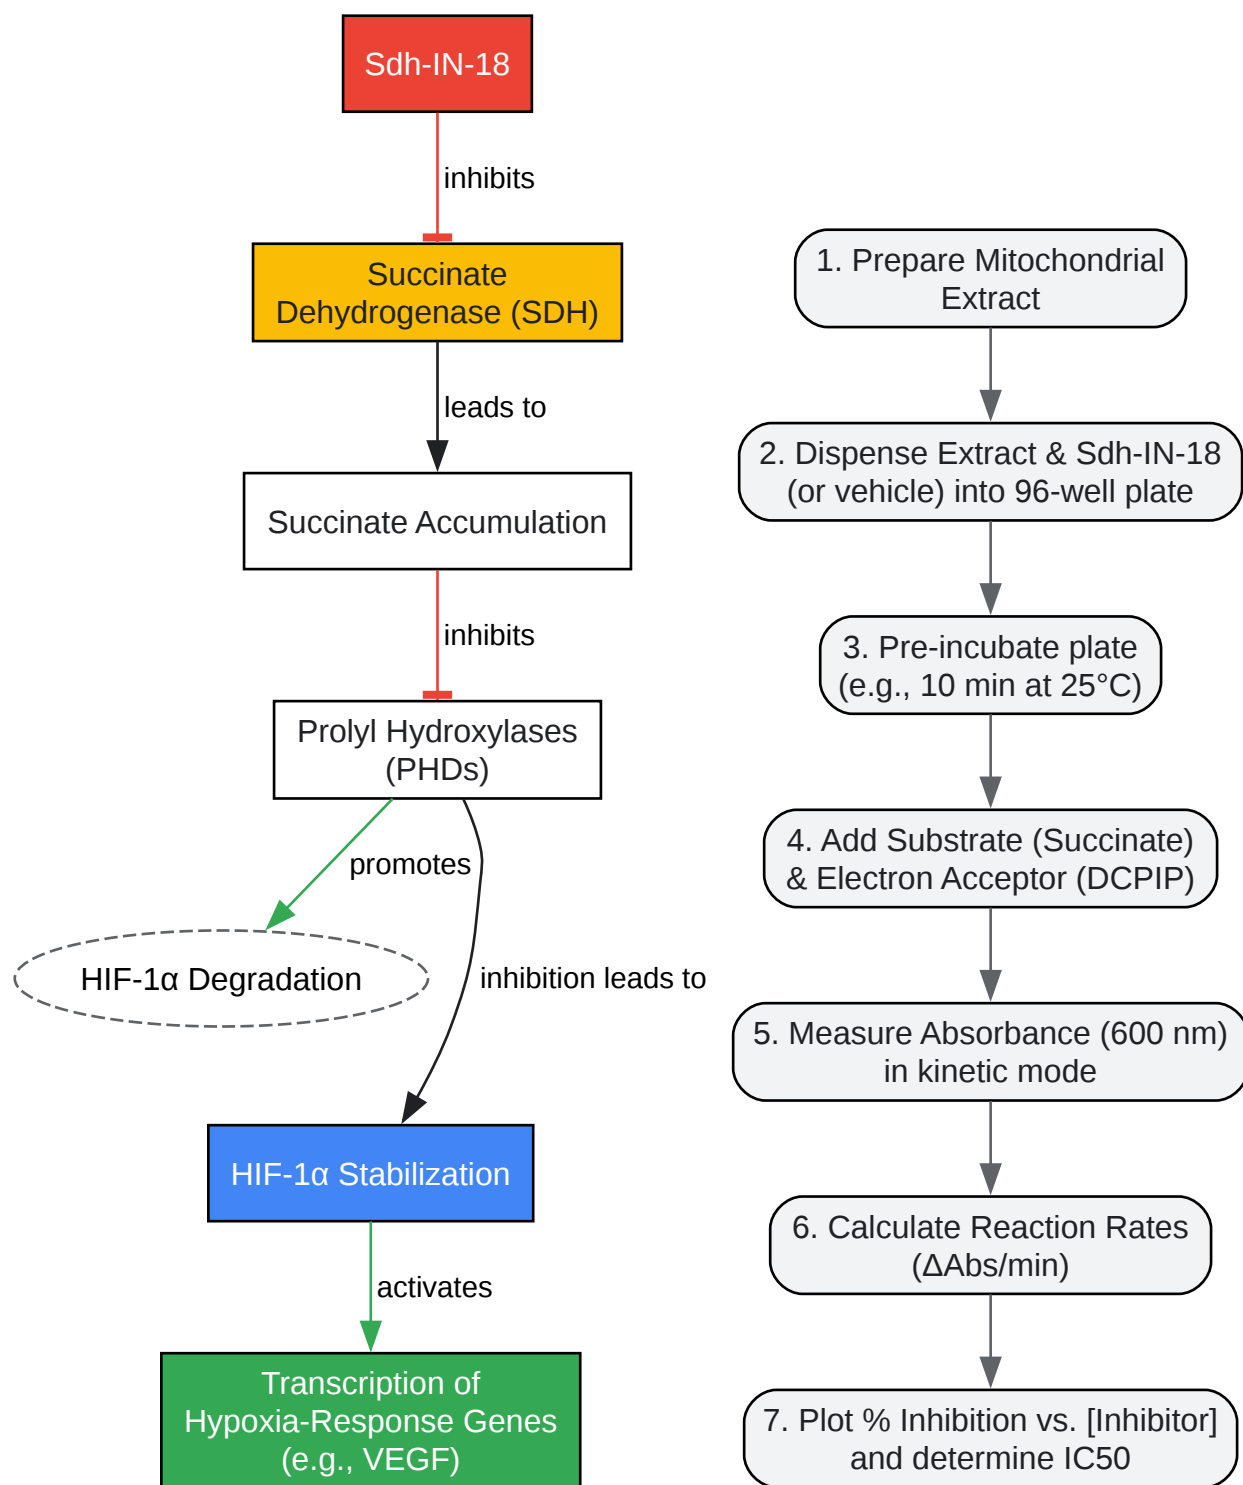 Sdh-IN-18
inhibits
Succinate
Dehydrogenase (SDH)
leads to
Succinate Accumulation
inhibits
Prolyl Hydroxylases
(PHDs)
promotes
HIF-1α Degradation
inhibition leads to
HIF-1α Stabilization
activates
Transcription of
Hypoxia-Response Genes
(e.g., VEGF)
1. Prepare Mitochondrial
Extract
2. Dispense Extract & Sdh-IN-18
(or vehicle) into 96-well plate
3. Pre-incubate plate
(e.g., 10 min at 25°C)
4. Add Substrate (Succinate)
& Electron Acceptor (DCPIP)
5. Measure Absorbance (600 nm)
in kinetic mode
6. Calculate Reaction Rates
(ΔAbs/min)
7. Plot % Inhibition vs. [Inhibitor]
and determine IC50